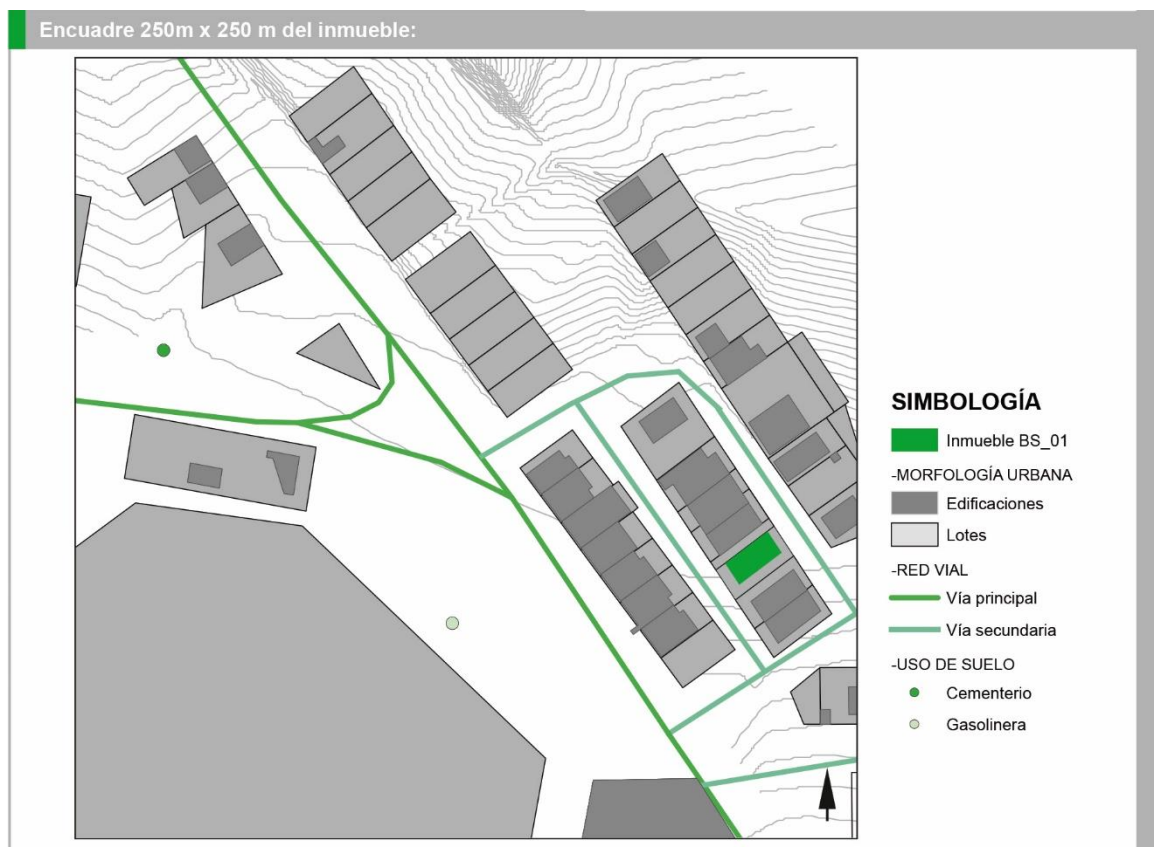 Encuadre 250m x 250 m del inmueble:
SIMBOLOGÍA
Inmueble BS_01
-MORFOLOGÍA URBANA
Edificaciones
Lotes
-RED VIAL
Vía principal
Vía secundaria
-USO DE SUELO
Cementerio
Gasolinera